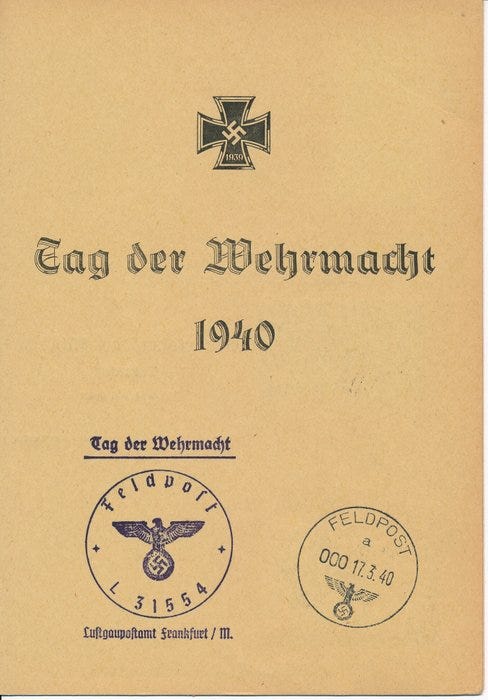 1939
Tag der Wehrmacht
1940
Tag der Wehrmacht
Feldpost
L 31554
Luftgaupostamt Frankfurt / M.
FELDPOST
a
000 17.3.40